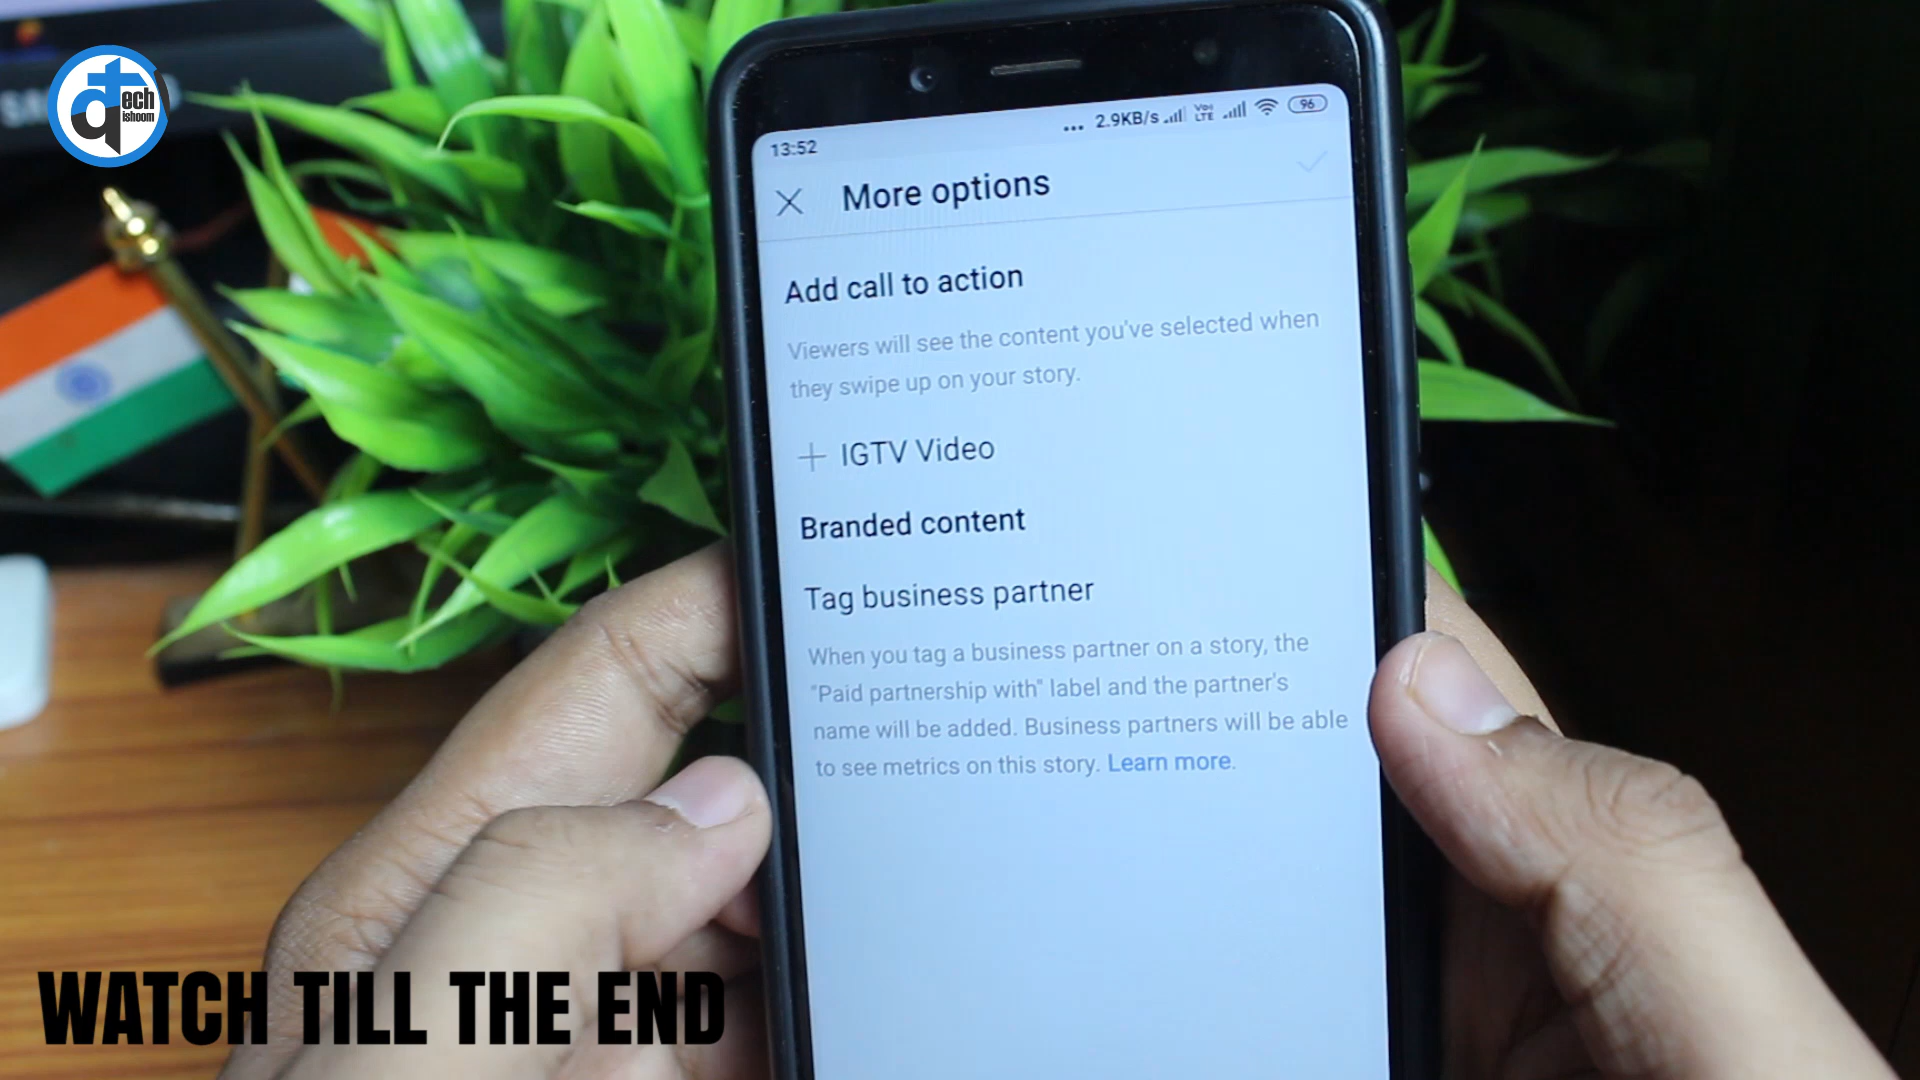 ech
ishoom
13:52
... 2.9KB/s VoLTE 96
More options
Add call to action
Viewers will see the content you've selected when
they swipe up on your story.
+ IGTV Video
Branded content
Tag business partner
When you tag a business partner on a story, the
"Paid partnership with" label and the partner's
name will be added. Business partners will be able
to see metrics on this story. Learn more.
WATCH TILL THE END